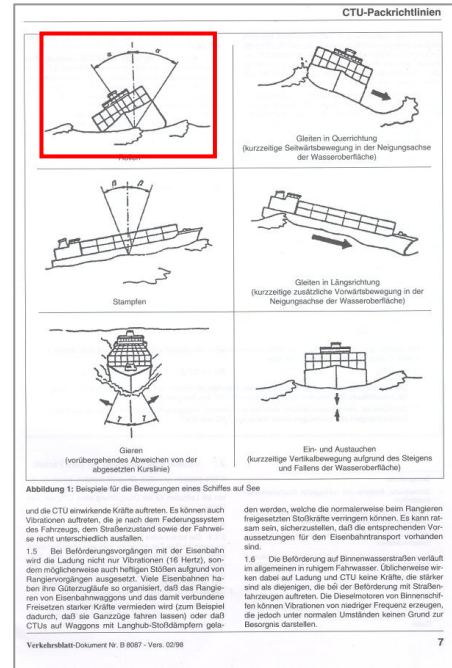 CTU-Packrichtlinien
α
α
Rollen
Gleiten in Querrichtung
(kurzzeitige Seitwärtsbewegung in der Neigungsachse
der Wasseroberfläche)
β
β
Stampfen
Gleiten in Längsrichtung
(kurzzeitige zusätzliche Vorwärtsbewegung in der
Neigungsachse der Wasseroberfläche)
γ
γ
Gieren
(vorübergehendes Abweichen von der
abgesetzten Kurslinie)
Ein- und Austauchen
(kurzzeitige Vertikalbewegung aufgrund des Steigens
und Fallens der Wasseroberfläche)
Abbildung 1: Beispiele für die Bewegungen eines Schiffes auf See
und die CTU einwirkende Kräfte auftreten. Es können auch
Vibrationen auftreten, die je nach dem Federungssystem
des Fahrzeugs, dem Straßenzustand sowie der Fahrwei-
se recht unterschiedlich ausfallen.
1.5 Bei Beförderungsvorgängen mit der Eisenbahn
wird die Ladung nicht nur Vibrationen (16 Hertz), son-
dern möglicherweise auch heftigen Stößen aufgrund von
Rangiervorgängen ausgesetzt. Viele Eisenbahnen ha-
ben ihre Güterzugläufe so organisiert, daß das Rangie-
ren von Eisenbahnwaggons und das damit verbundene
Freisetzen starker Kräfte vermieden wird (zum Beispiel
dadurch, daß sie Ganzzüge fahren lassen) oder daß
CTUs auf Waggons mit Langhub-Stoßdämpfern gela-
den werden, welche die normalerweise beim Rangieren
freigesetzten Stoßkräfte verringern können. Es kann rat-
sam sein, sicherzustellen, daß die entsprechenden Vor-
aussetzungen für den Eisenbahntransport vorhanden
sind.
1.6 Die Beförderung auf Binnenwasserstraßen verläuft
im allgemeinen in ruhigem Fahrwasser. Üblicherweise wir-
ken dabei auf Ladung und CTU keine Kräfte, die stärker
sind als diejenigen, die bei der Beförderung mit Straßen-
fahrzeugen auftreten. Die Dieselmotoren von Binnenschif-
fen können Vibrationen von niedriger Frequenz erzeugen,
die jedoch unter normalen Umständen keinen Grund zur
Besorgnis darstellen.
Verkehrsblatt-Dokument Nr. B 8087 - Vers. 02/98
7